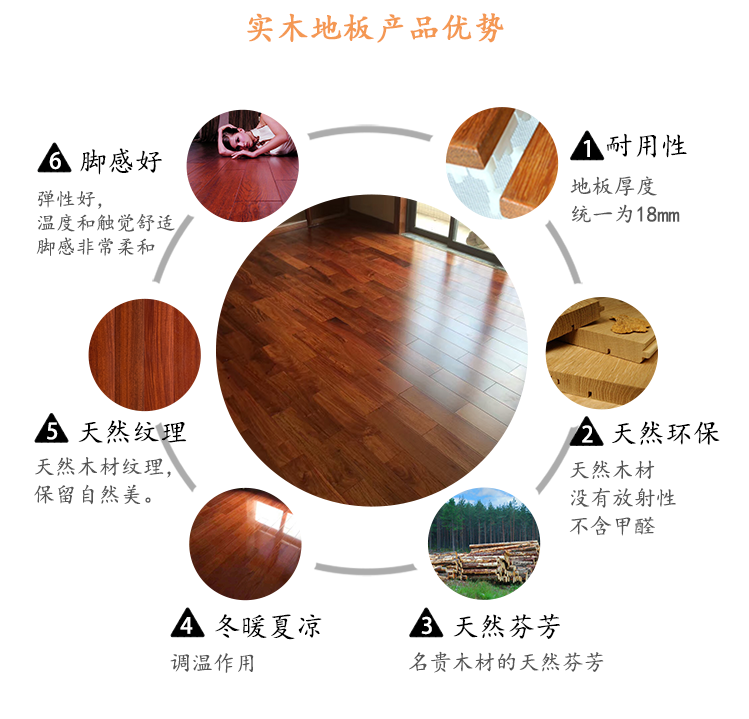 实木地板产品优势
1 耐用性
地板厚度
统一为18mm
2 天然环保
天然木材
没有放射性
不含甲醛
3 天然芬芳
名贵木材的天然芬芳
4 冬暖夏凉
调温作用
5 天然纹理
天然木材纹理，
保留自然美。
6 脚感好
弹性好，
温度和触觉舒适
脚感非常柔和